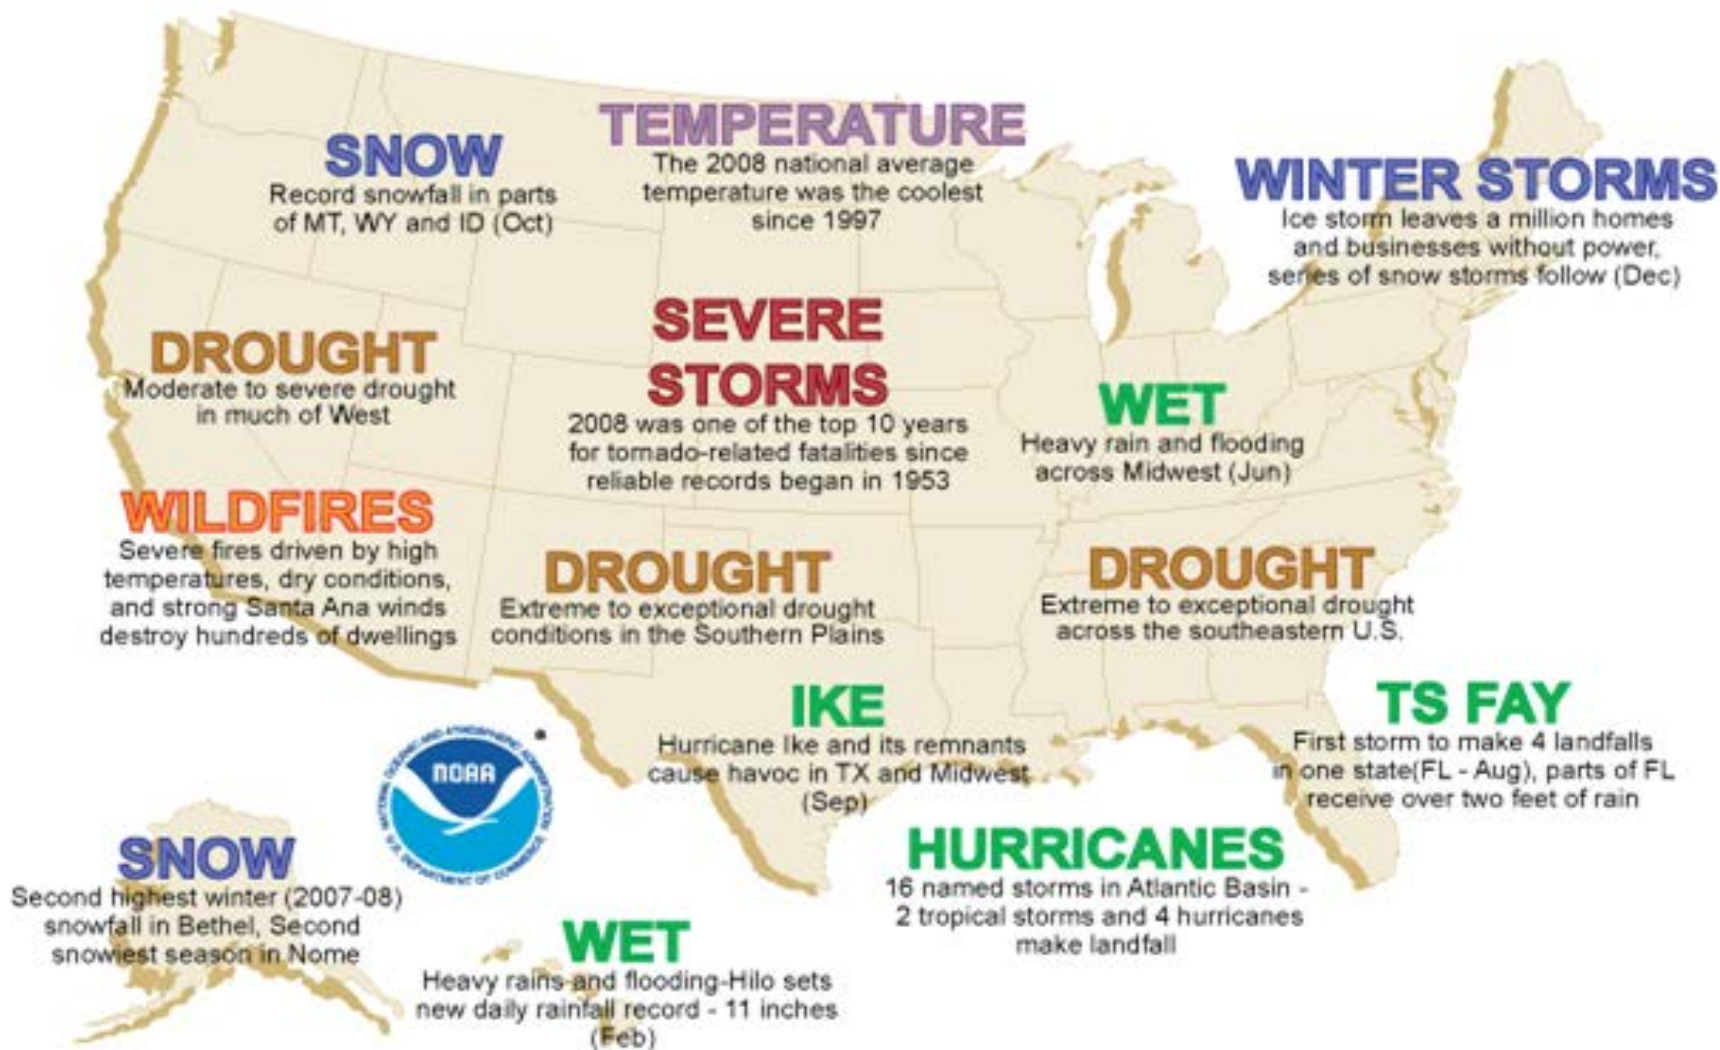 TEMPERATURE
The 2008 national average
temperature was the coolest
since 1997
SNOW
Record snowfall in parts
of MT, WY and ID (Oct)
WINTER STORMS
Ice storm leaves a million homes
and businesses without power,
series of snow storms follow (Dec)
SEVERE
STORMS
2008 was one of the top 10 years
for tornado-related fatalities since
reliable records began in 1953
DROUGHT
Moderate to severe drought
in much of West
WET
Heavy rain and flooding
across Midwest (Jun)
WILDFIRES
Severe fires driven by high
temperatures, dry conditions,
and strong Santa Ana winds
destroy hundreds of dwellings
DROUGHT
Extreme to exceptional drought
conditions in the Southern Plains
DROUGHT
Extreme to exceptional drought
across the southeastern U.S.
IKE
Hurricane Ike and its remnants
cause havoc in TX and Midwest
(Sep)
TS FAY
First storm to make 4 landfalls
in one state(FL - Aug), parts of FL
receive over two feet of rain
NATIONAL OCEANIC AND ATMOSPHERIC ADMINISTRATION
NOAA
U.S. DEPARTMENT OF COMMERCE
HURRICANES
16 named storms in Atlantic Basin -
2 tropical storms and 4 hurricanes
make landfall
SNOW
Second highest winter (2007-08)
snowfall in Bethel, Second
snowiest season in Nome
WET
Heavy rains and flooding-Hilo sets
new daily rainfall record - 11 inches
(Feb)